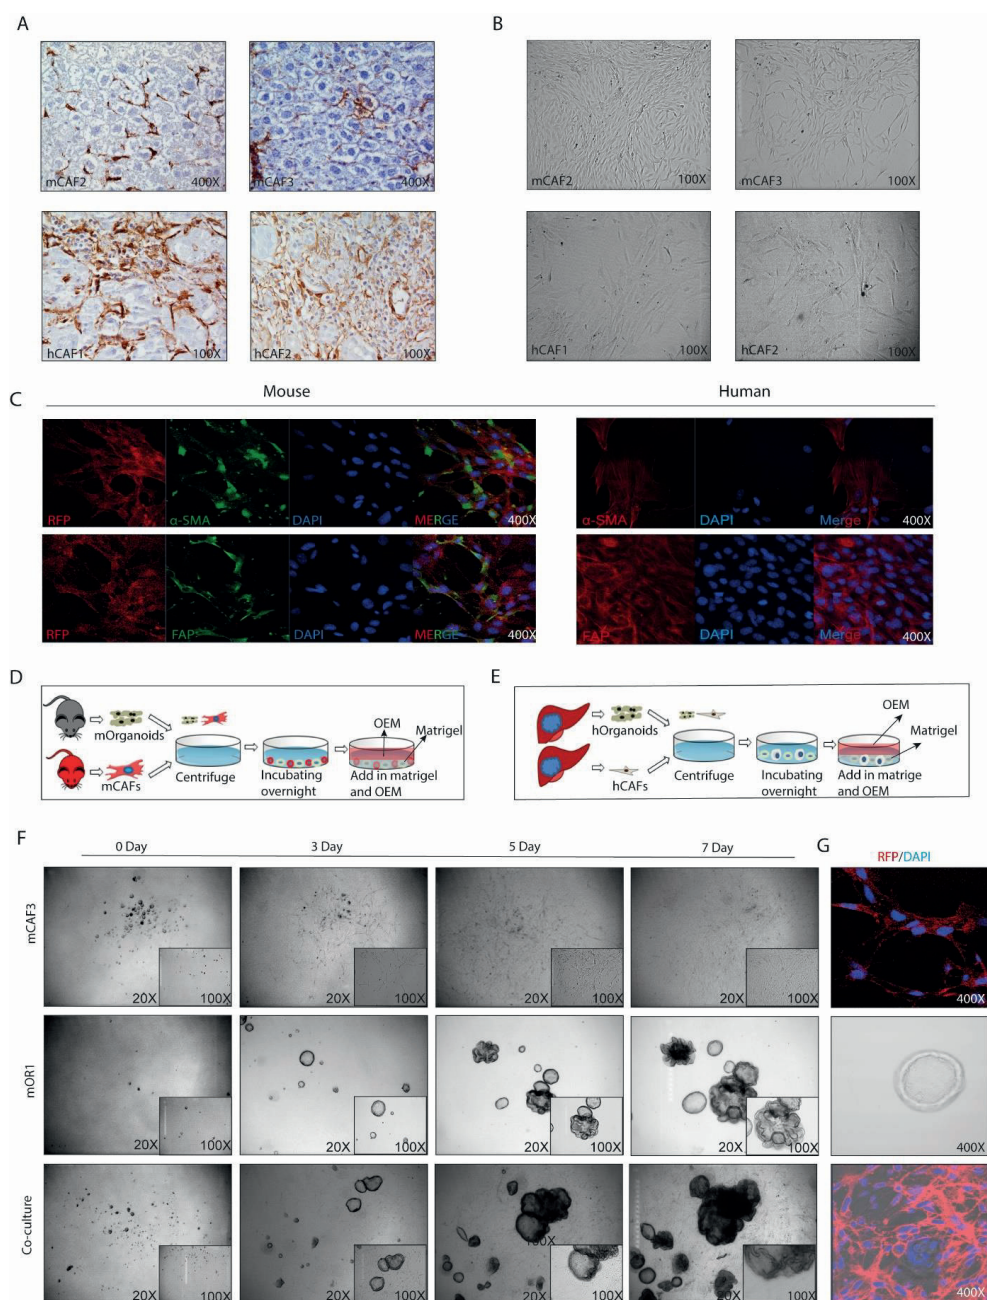 A
B
mCAF2
400X
mCAF3
400X
mCAF2
100X
mCAF3
100X
hCAF1
100X
hCAF2
100X
hCAF1
100X
hCAF2
100X
C
Mouse
Human
RFP
α-SMA
DAPI
MERGE
400X
α-SMA
DAPI
Merge
400X
RFP
FAP
DAPI
MERGE
400X
FAP
DAPI
Merge
400X
D
mOrganoids
mCAFs
Centrifuge
Incubating
overnight
OEM
Matrigel
Add in matrigel
and OEM
E
hOrganoids
hCAFs
Centrifuge
Incubating
overnight
OEM
Matrigel
Add in matrige
and OEM
F
0 Day
3 Day
5 Day
7 Day
G
RFP/DAPI
mCAF3
20X
100X
20X
100X
20X
100X
20X
100X
400X
mOR1
20X
100X
20X
100X
20X
100X
20X
100X
400X
Co-culture
20X
100X
20X
100X
100X
20X
100X
20X
100X
400X